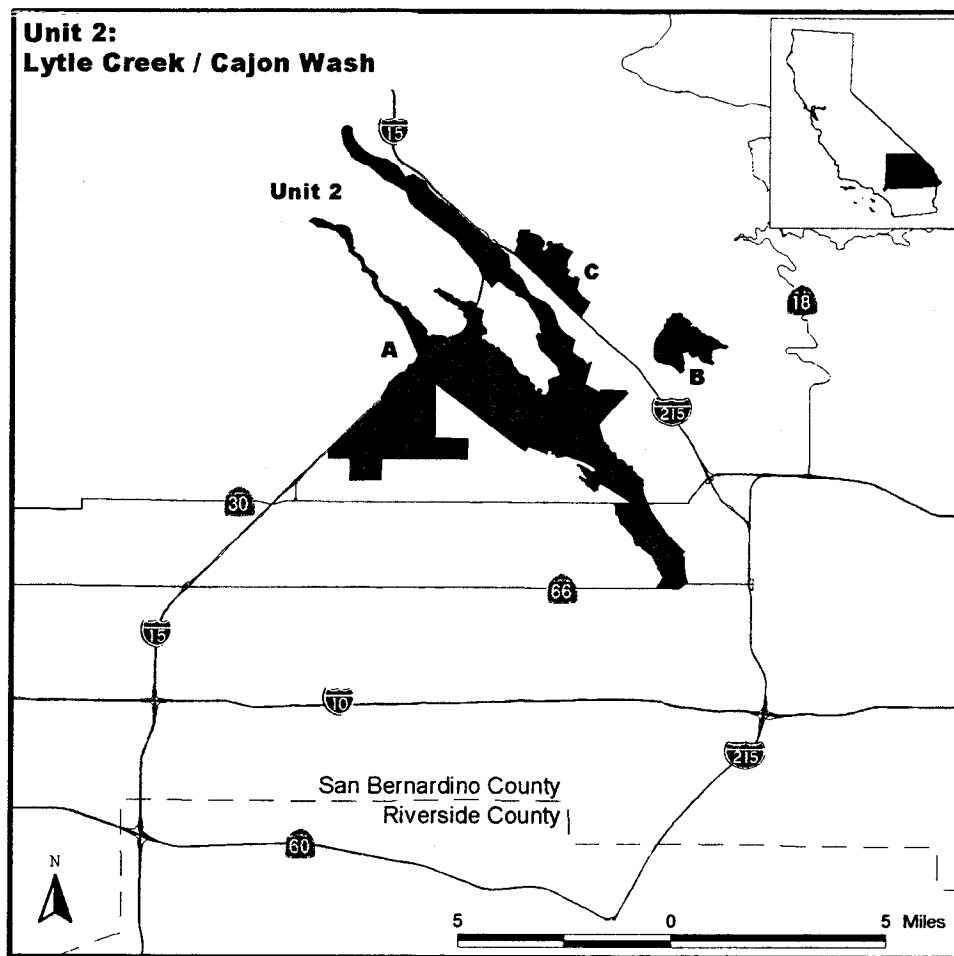 Unit 2:
Lytle Creek / Cajon Wash
15
Unit 2
C
18
A
B
215
30
66
15
10
215
San Bernardino County
Riverside County
60
N
5 0 5 Miles